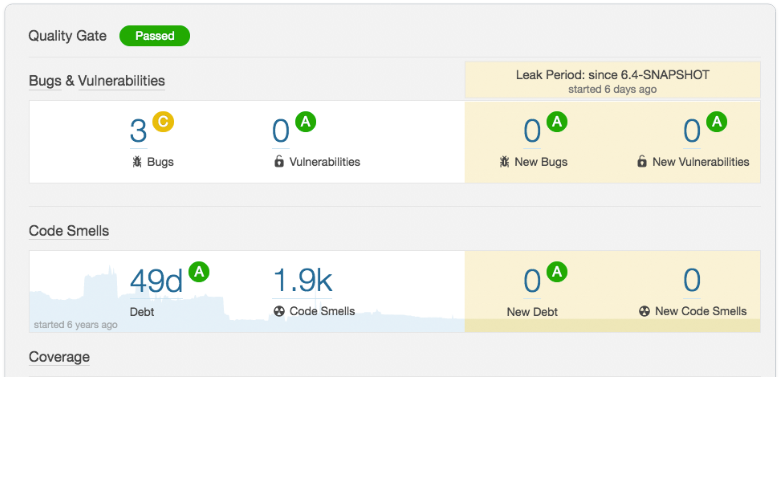 Quality Gate Passed
Bugs & Vulnerabilities
Leak Period: since 6.4-SNAPSHOT
started 6 days ago
3 C
0 A
0 A
0 A
Bugs
Vulnerabilities
New Bugs
New Vulnerabilities
Code Smells
49d A
1.9k
0 A
0
Debt
Code Smells
New Debt
New Code Smells
started 6 years ago
Coverage